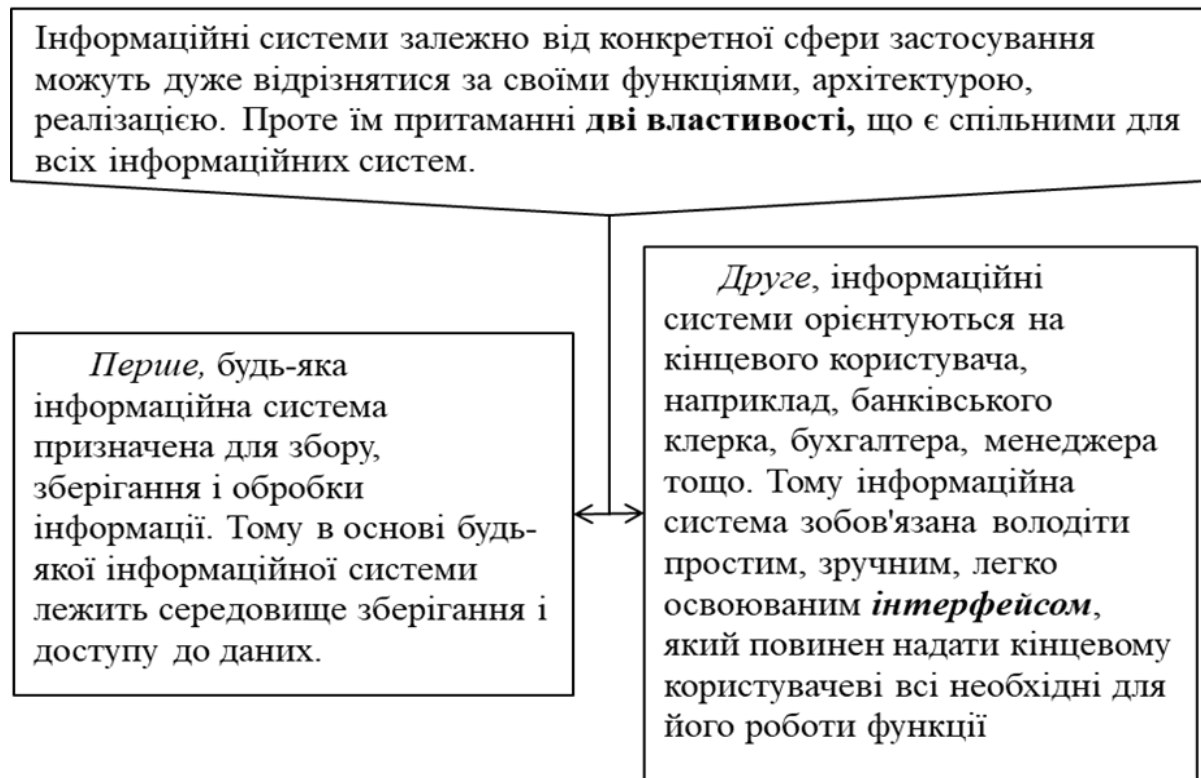 Інформаційні системи залежно від конкретної сфери застосування
можуть дуже відрізнятися за своїми функціями, архітектурою,
реалізацією. Проте їм притаманні дві властивості, що є спільними для
всіх інформаційних систем.
Перше, будь-яка
інформаційна система
призначена для збору,
зберігання і обробки
інформації. Тому в основі будь-
якої інформаційної системи
лежить середовище зберігання і
доступу до даних.
Друге, інформаційні
системи орієнтуються на
кінцевого користувача,
наприклад, банківського
клерка, бухгалтера, менеджера
тощо. Тому інформаційна
система зобов'язана володіти
простим, зручним, легко
освоюваним інтерфейсом,
який повинен надати кінцевому
користувачеві всі необхідні для
його роботи функції